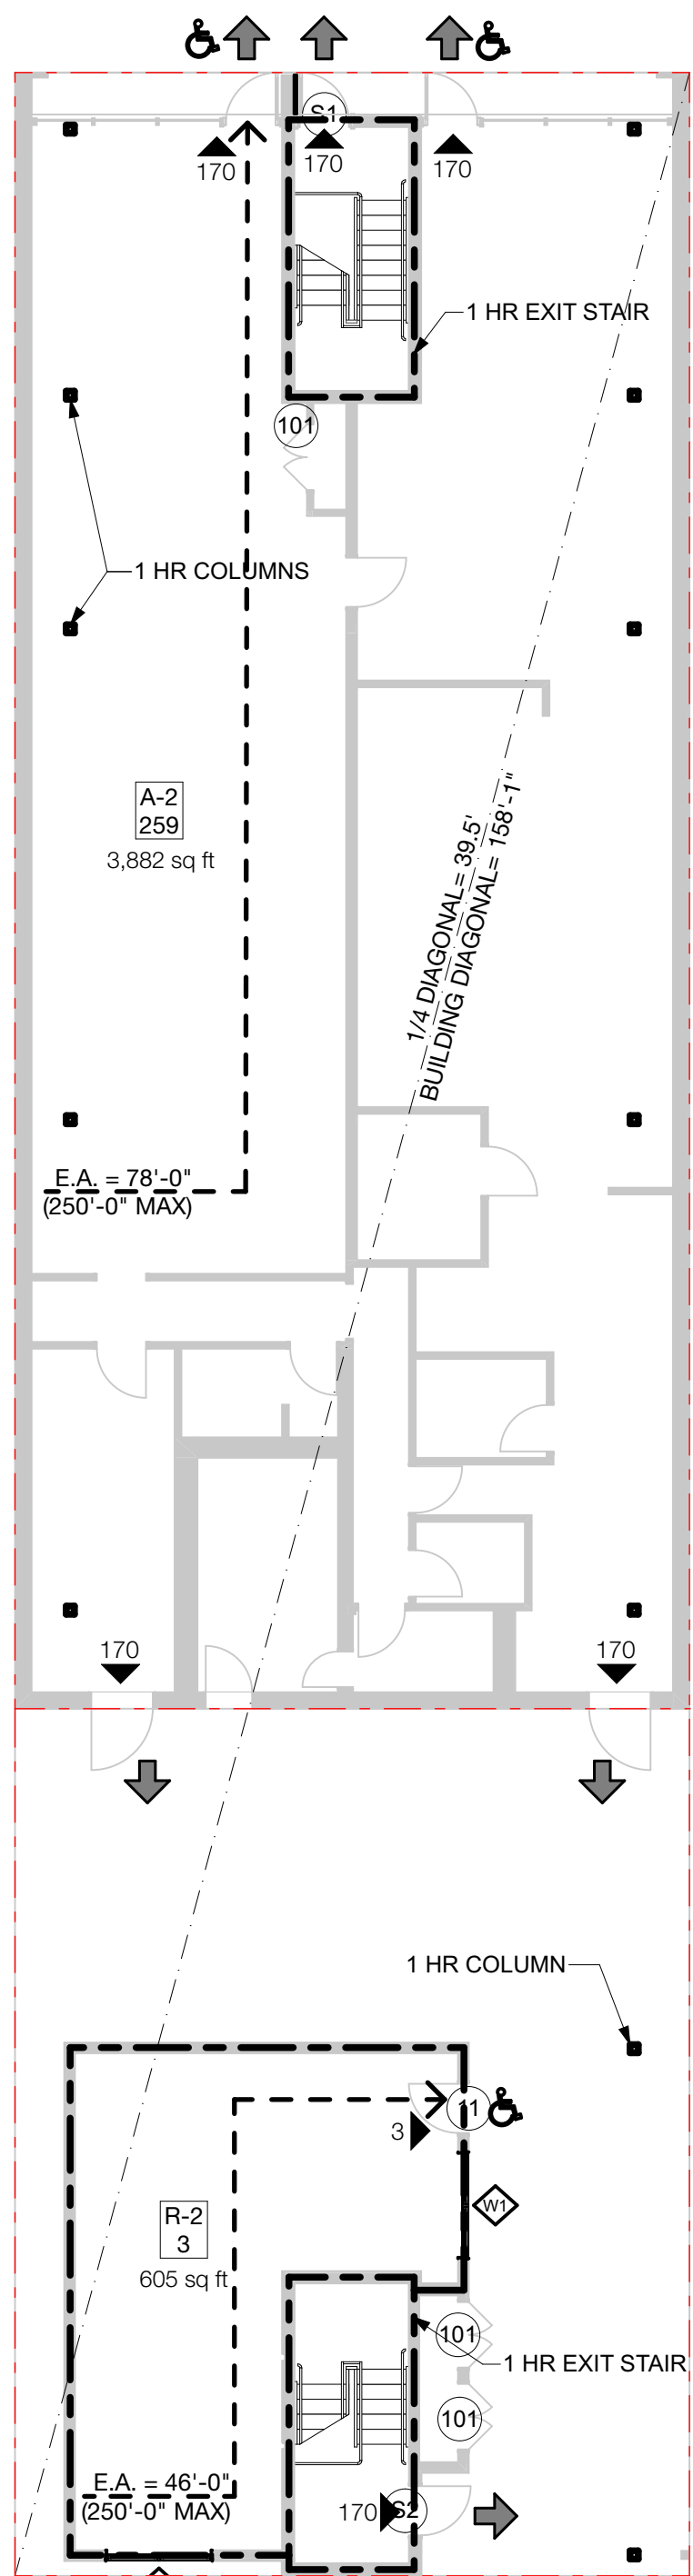 S1
170
170
170
1 HR EXIT STAIR
101
1 HR COLUMNS
A-2
259
3,882 sq ft
1/4 DIAGONAL= 39.5'
BUILDING DIAGONAL= 158'-1"
E.A. = 78'-0"
(250'-0" MAX)
170
170
1 HR COLUMN
11
3
W1
R-2
3
605 sq ft
101
1 HR EXIT STAIR
101
E.A. = 46'-0"
(250'-0" MAX)
170
S2